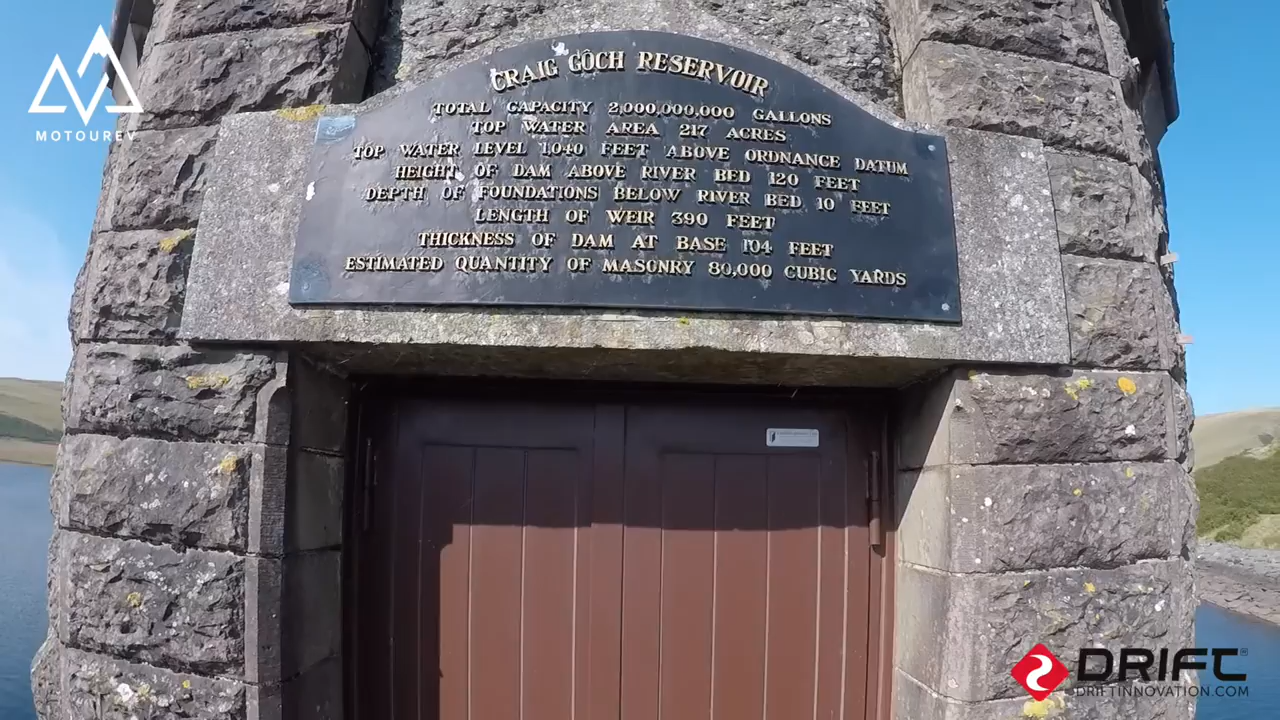 MOTOUREV
CRAIG GÔCH RESERVOIR
TOTAL CAPACITY 2,000,000,000 GALLONS
TOP WATER AREA 217 ACRES
TOP WATER LEVEL 1,040 FEET ABOVE ORDNANCE DATUM
HEIGHT OF DAM ABOVE RIVER BED 120 FEET
DEPTH OF FOUNDATIONS BELOW RIVER BED 10 FEET
LENGTH OF WEIR 390 FEET
THICKNESS OF DAM AT BASE 104 FEET
ESTIMATED QUANTITY OF MASONRY 80,000 CUBIC YARDS
DRIFT
DRIFTINNOVATION.COM